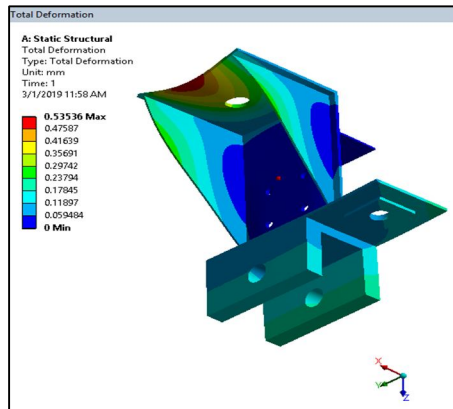 Total Deformation
A: Static Structural
Total Deformation
Type: Total Deformation
Unit: mm
Time: 1
3/1/2019 11:58 AM
0.53536 Max
0.47587
0.41639
0.35691
0.29742
0.23794
0.17845
0.11897
0.059484
0 Min
X
Y
Z